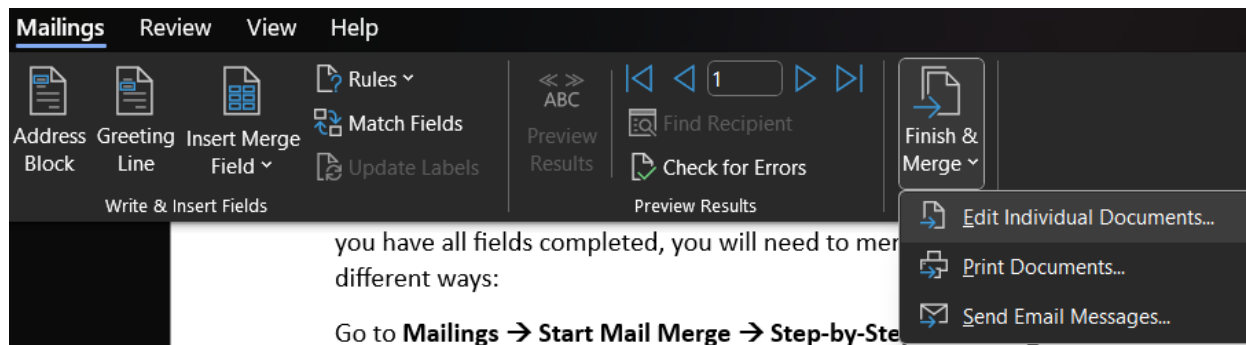 Mailings Review View Help
Address Block
Greeting Line
Insert Merge Field
Rules
Match Fields
Update Labels
Write & Insert Fields
ABC
Preview Results
1
Find Recipient
Check for Errors
Preview Results
Finish & Merge
Edit Individual Documents...
Print Documents...
Send Email Messages...
you have all fields completed, you will need to mer
different ways:
Go to Mailings → Start Mail Merge → Step-by-Ste